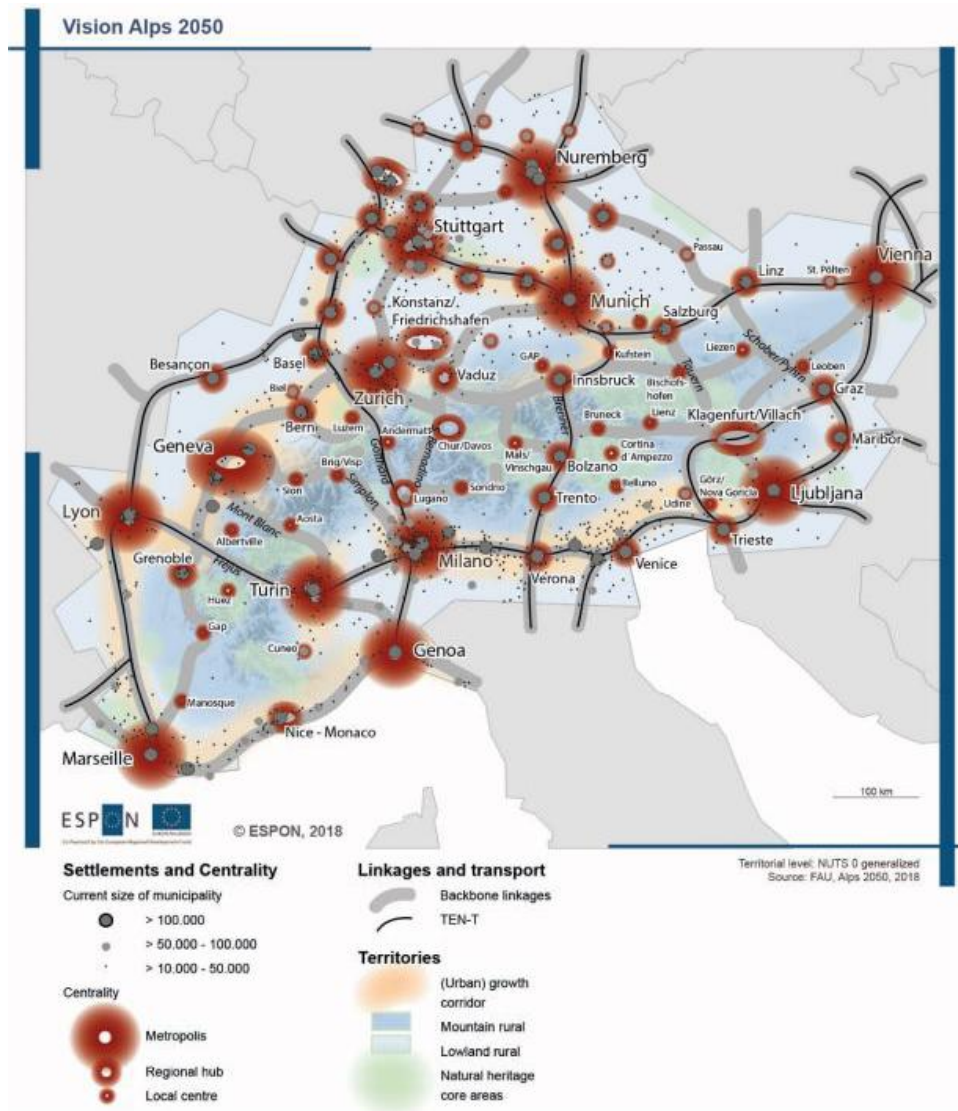 Vision Alps 2050
Nuremberg
Stuttgart
Passau
Vienna
Linz
St. Pölten
Munich
Konstanz/
Friedrichshafen
Salzburg
Schober/Pyhrn
Besançon
Basel
GAP
Kufstein
Liezen
Tauern
Leoben
Biel
Zurich
Vaduz
Innsbruck
Bischofs-
hofen
Graz
Bern
Luzern
Andermatt
Chur/Davos
Brenner
Bruneck
Lienz
Klagenfurt/Villach
Geneva
Gotthard
Mals/
Vinschgau
Cortina
d´Ampezzo
Maribor
Brig/Visp
Bolzano
Sion
Simplon
Lugano
Sondrio
Belluno
Görz/
Nova Goricia
Ljubljana
Lyon
Mont Blanc
Aosta
Trento
Udine
Albertville
Trieste
Grenoble
Fréjus
Milano
Verona
Venice
Huez
Turin
Gap
Cuneo
Genoa
Manosque
Nice - Monaco
Marseille
100 km
ESPON
© ESPON, 2018
Territorial level: NUTS 0 generalized
Source: FAU, Alps 2050, 2018
Settlements and Centrality
Current size of municipality
> 100.000
> 50.000 - 100.000
> 10.000 - 50.000
Centrality
Metropolis
Regional hub
Local centre
Linkages and transport
Backbone linkages
TEN-T
Territories
(Urban) growth
corridor
Mountain rural
Lowland rural
Natural heritage
core areas